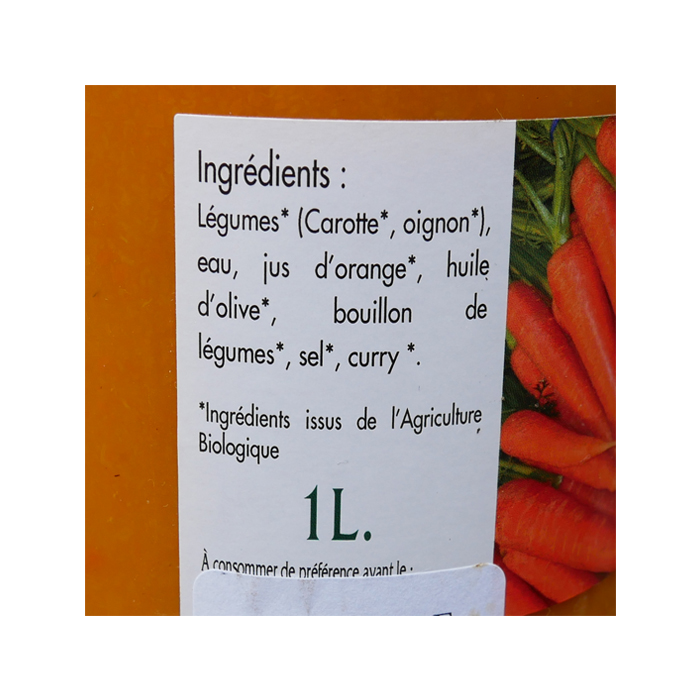 Ingrédients :
Légumes* (Carotte*, oignon*),
eau, jus d'orange*, huile
d'olive*, bouillon de
légumes*, sel*, curry *.
*Ingrédients issus de l'Agriculture
Biologique
1L.
À consommer de préférence avant le :